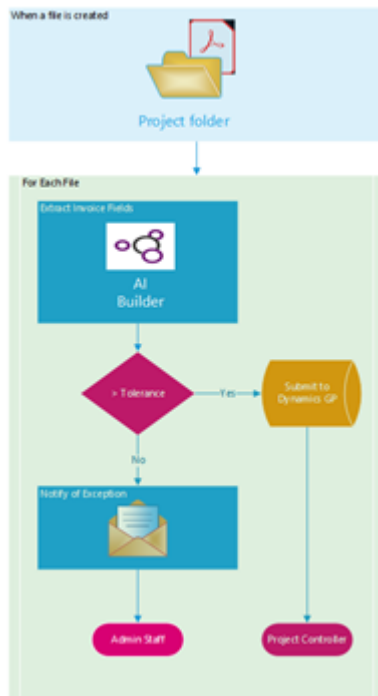 When a file is created
Project folder
For Each File
Extract Invoice Fields
AI
Builder
> Tolerance
Yes
Submit to
Dynamics GP
No
Notify of Exception
Admin Staff
Project Controller